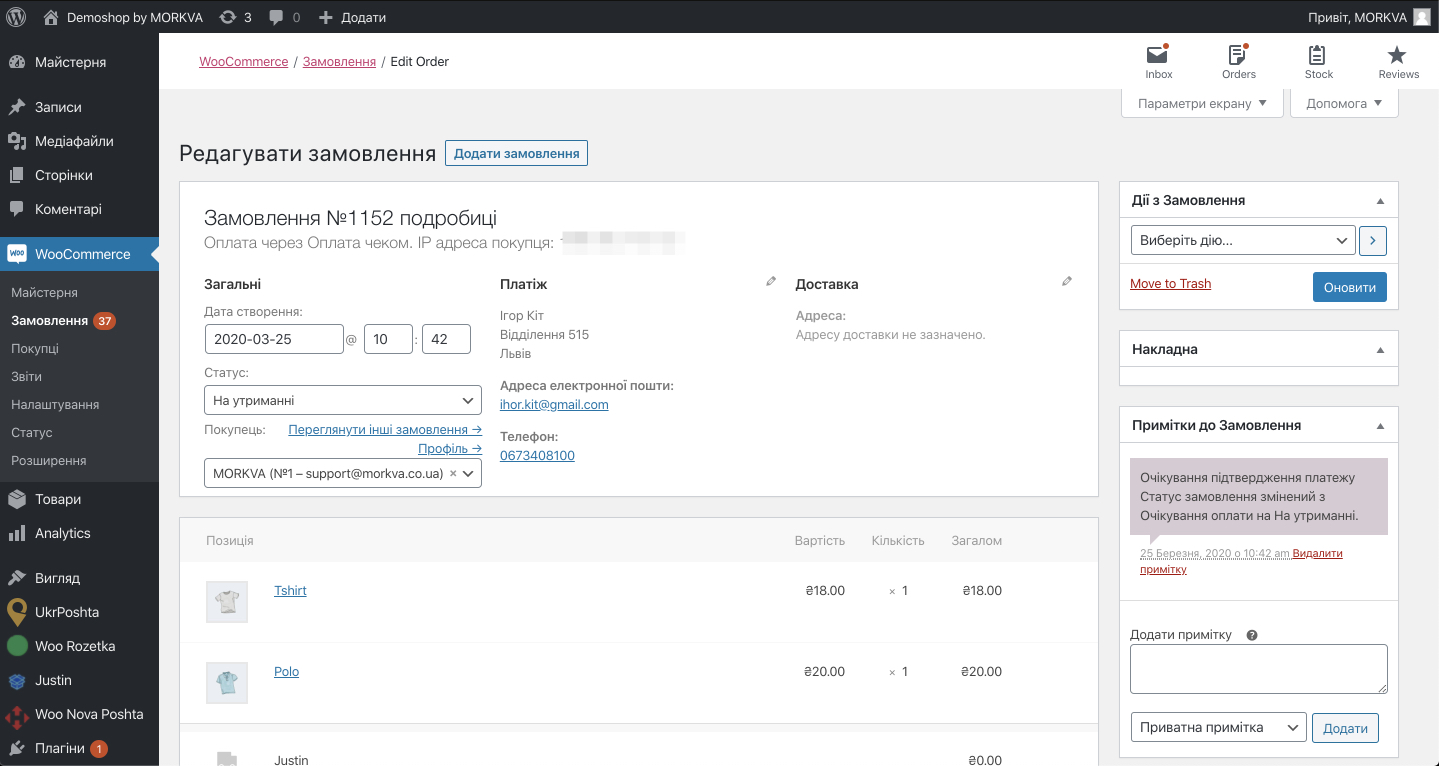 Demoshop by MORKVA 3 0 Додати Привіт, MORKVA
Майстерня
Записи
Медіафайли
Сторінки
Коментарі
WooCommerce
Майстерня
Замовлення 37
Покупці
Звіти
Налаштування
Статус
Розширення
Товари
Analytics
Вигляд
UkrPoshta
Woo Rozetka
Justin
Woo Nova Poshta
Плагіни 1
WooCommerce / Замовлення / Edit Order
Inbox Orders Stock Reviews
Параметри екрану Допомога
Редагувати замовлення Додати замовлення
Замовлення №1152 подробиці
Оплата через Оплата чеком. IP адреса покупця:
Загальні
Дата створення:
2020-03-25 @ 10 : 42
Статус:
На утриманні
Покупець: Переглянути інші замовлення →
Профіль →
MORKVA (№1 – support@morkva.co.ua) ×
Платіж
Ігор Кіт
Відділення 515
Львів
Адреса електронної пошти:
ihor.kit@gmail.com
Телефон:
0673408100
Доставка
Адреса:
Адресу доставки не зазначено.
Позиція Вартість Кількість Загалом
Tshirt ₴18.00 × 1 ₴18.00
Polo ₴20.00 × 1 ₴20.00
Justin ₴0.00
Дії з Замовлення
Виберіть дію...
Move to Trash Оновити
Накладна
Примітки до Замовлення
Очікування підтвердження платежу
Статус замовлення змінений з
Очікування оплати на На утриманні.
25 Березня, 2020 о 10:42 am Видалити
примітку
Додати примітку ?
Приватна примітка Додати